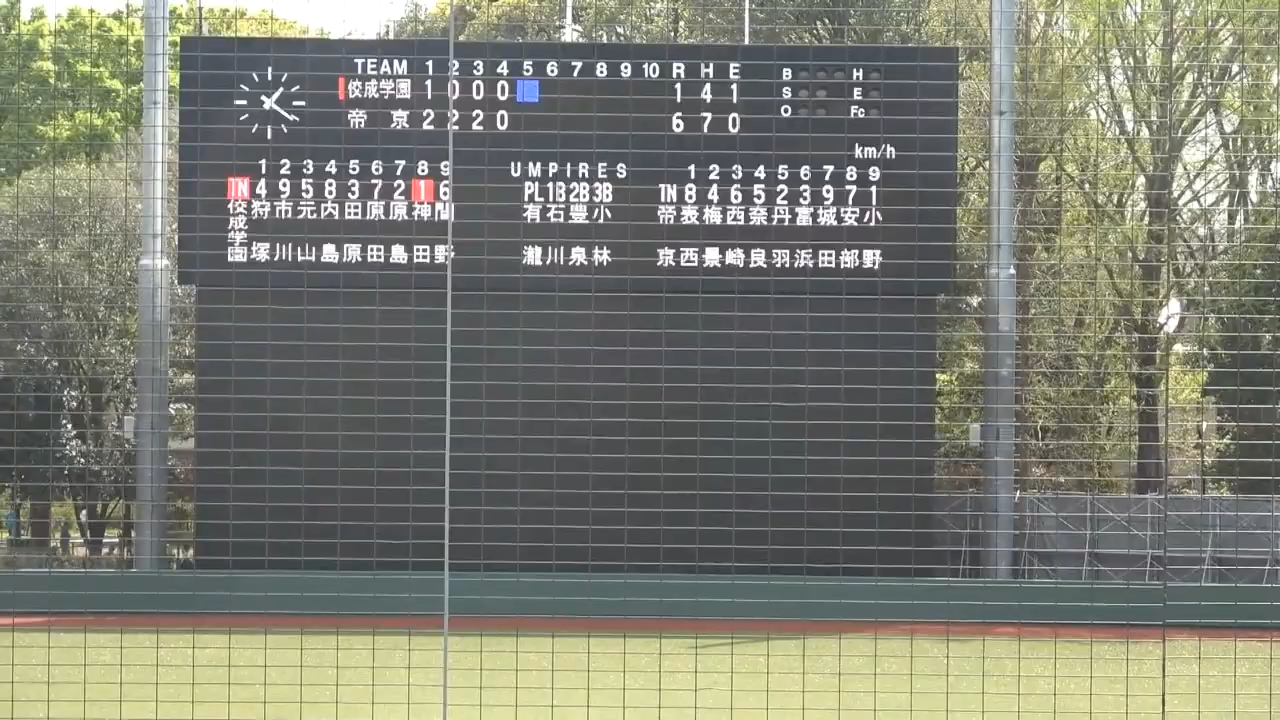 TEAM 1 2 3 4 5 6 7 8 9 10 R H E
佼成学園 1 0 0 0 1 4 1
帝京 2 2 2 0 6 7 0
B H
S E
O Fc
km/h
1 2 3 4 5 6 7 8 9
IN 4 9 5 8 3 7 2 1 6
佼成学園
狩塚
市川
元山
内島
田原
原田
原島
神田
間野
UMPIRES
PL 1B 2B 3B
有瀧
石川
豊泉
小林
1 2 3 4 5 6 7 8 9
IN 8 4 6 5 2 3 9 7 1
帝京
表西
梅景
西崎
奈良
丹羽
富浜
城田
安部
小野